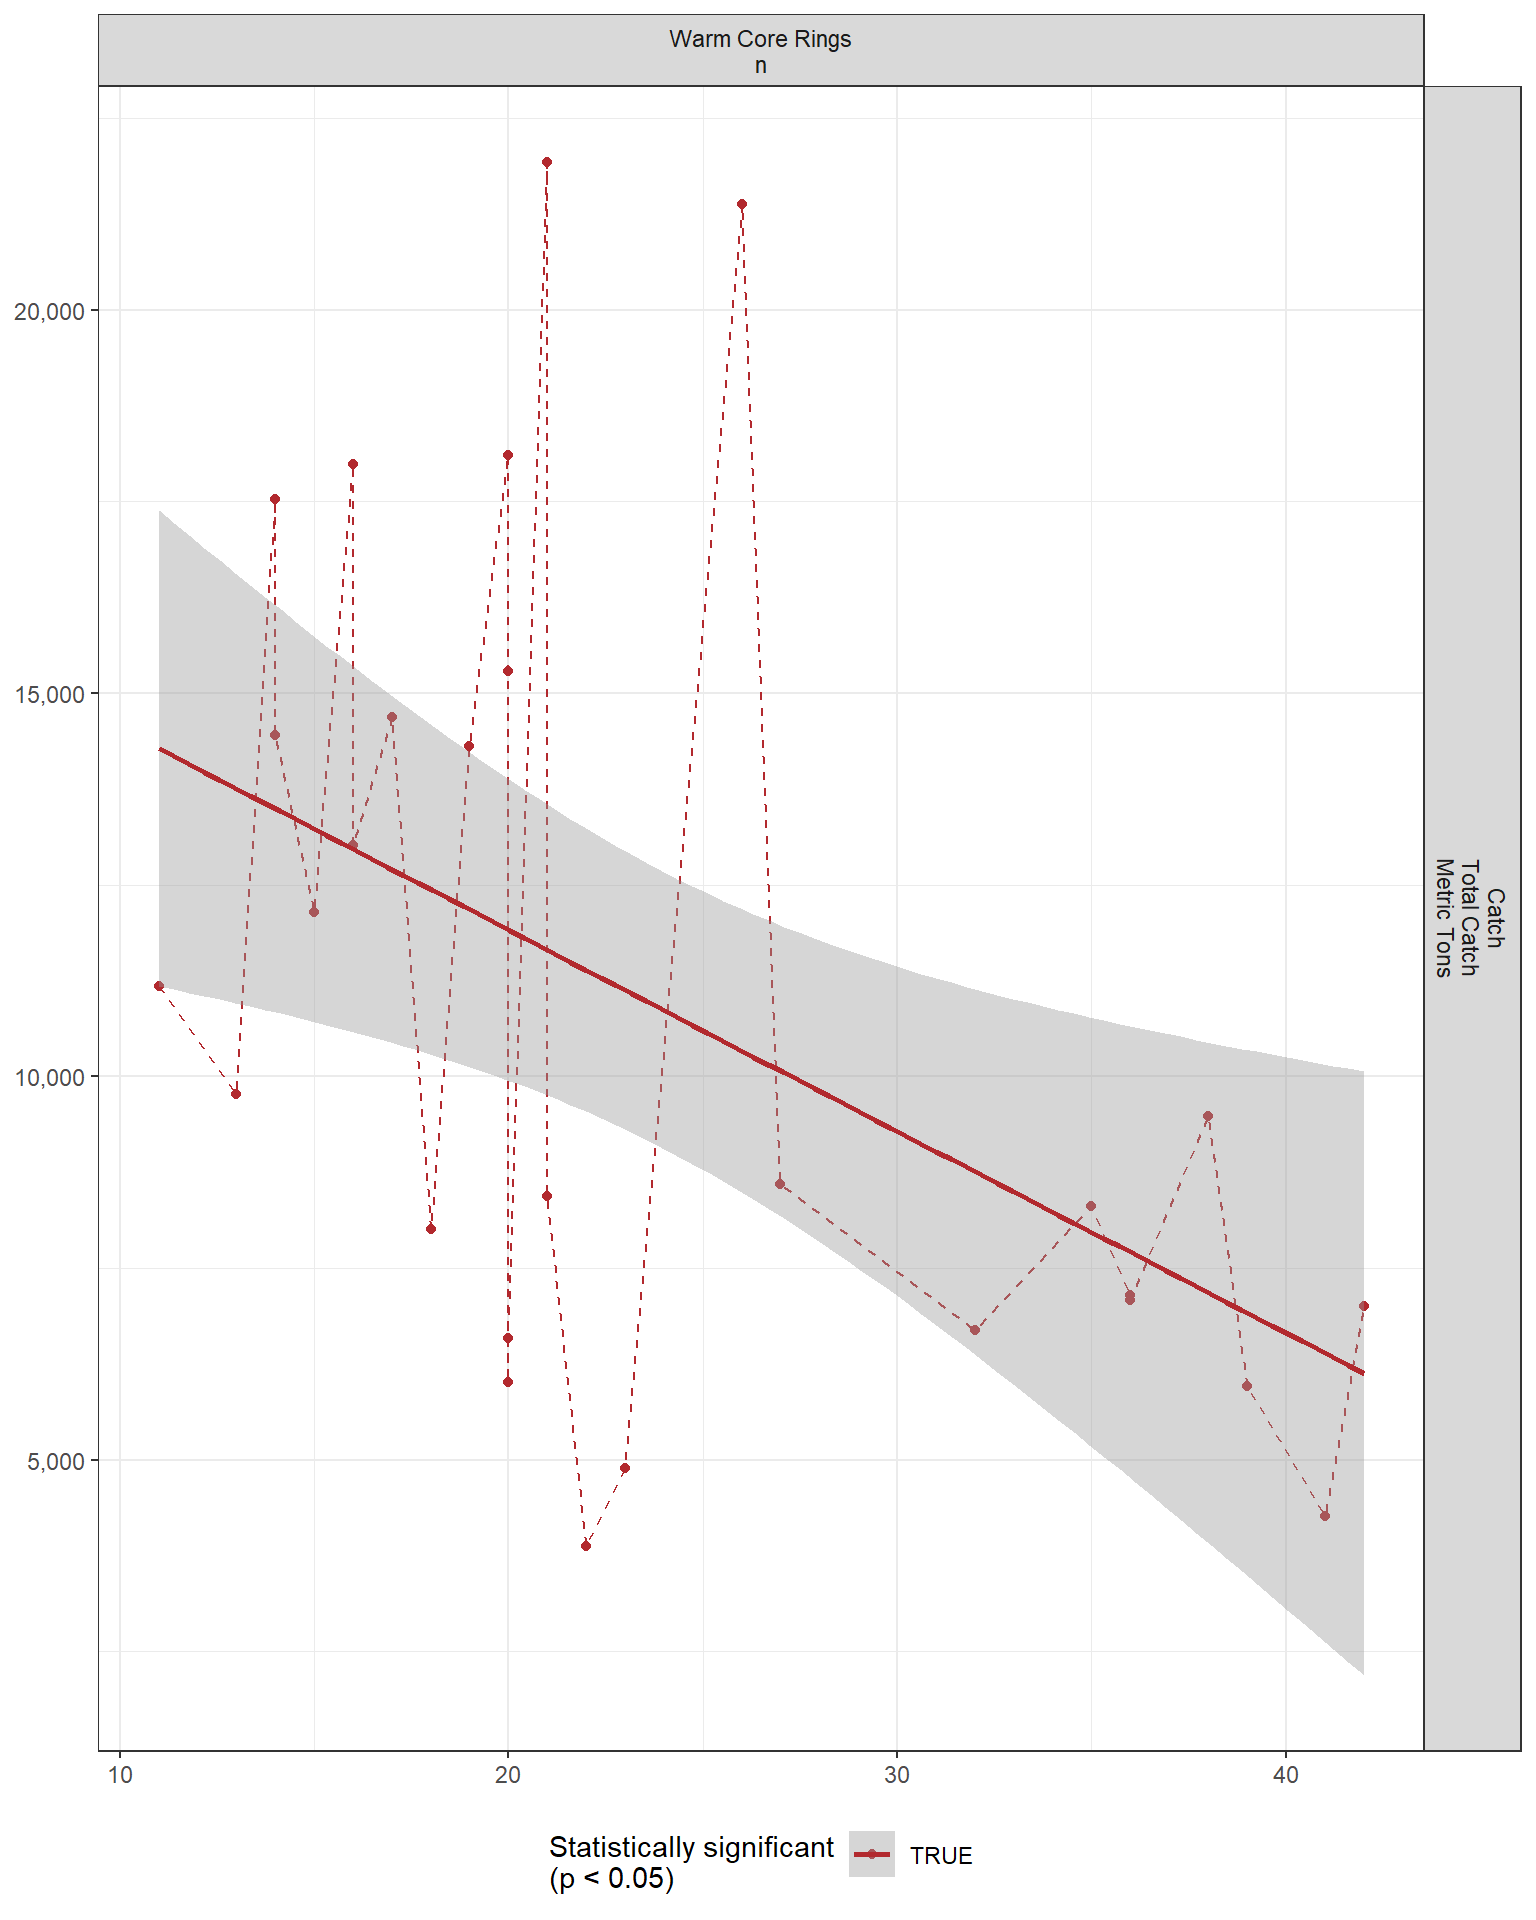 Warm Core Rings
n
20,000
15,000
10,000
5,000
Catch
Total Catch
Metric Tons
10
20
30
40
Statistically significant
(p < 0.05)
TRUE